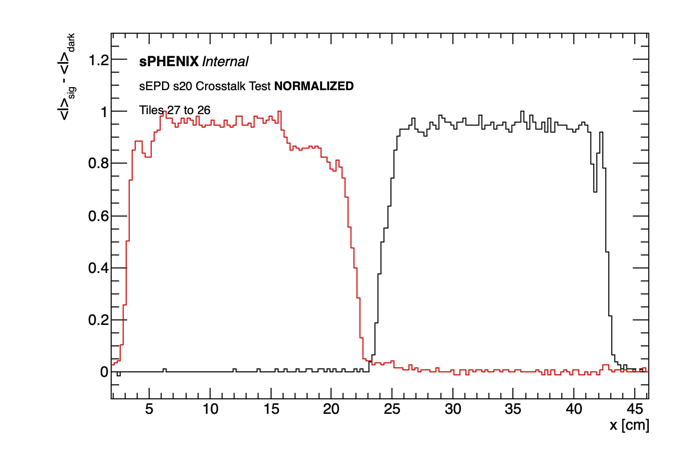 <I>sig - <I>dark
sPHENIX Internal
sEPD s20 Crosstalk Test NORMALIZED
Tiles 27 to 26
1.2
1
0.8
0.6
0.4
0.2
0
5 10 15 20 25 30 35 40 45
x [cm]